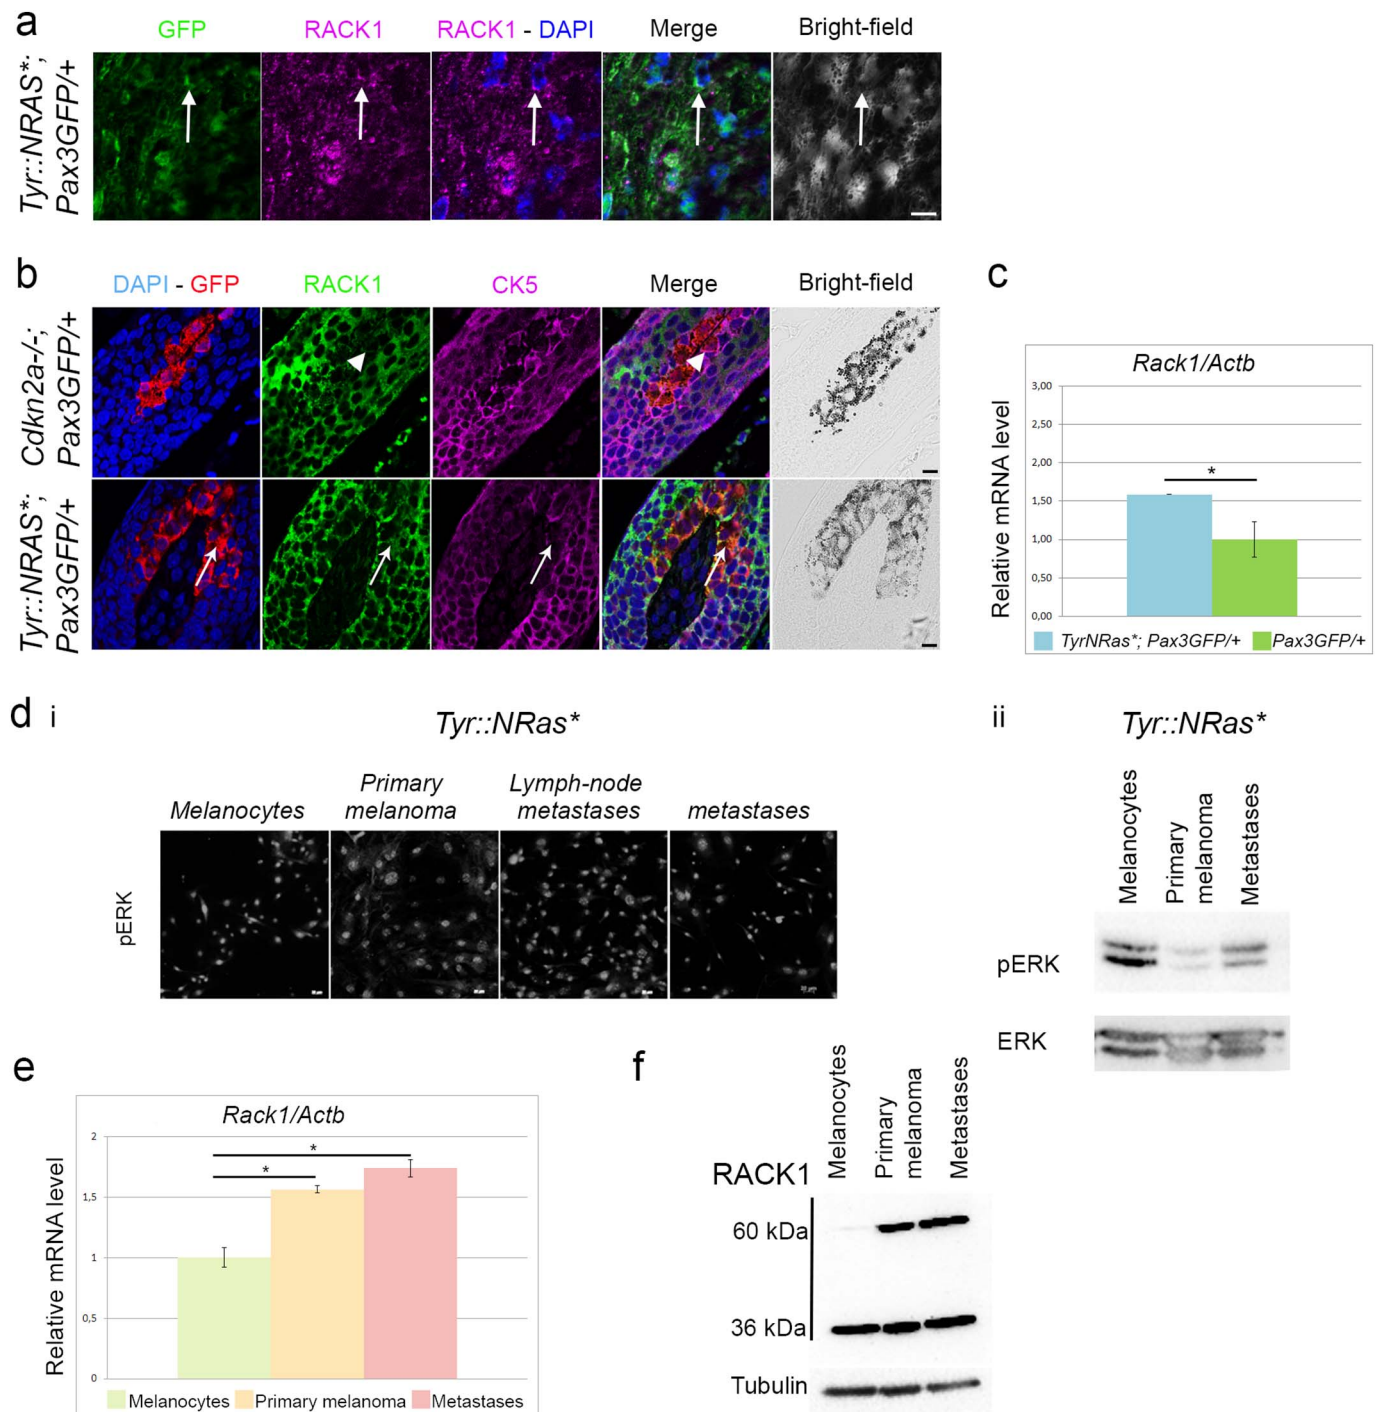 a
GFP RACK1 RACK1 - DAPI Merge Bright-field
Tyr::NRAS*;
Pax3GFP/+
b
DAPI - GFP RACK1 CK5 Merge Bright-field
Cdkn2a-/-;
Pax3GFP/+
Tyr::NRAS*;
Pax3GFP/+
c
Rack1/Actb
Relative mRNA level
3,00
2,50
2,00
1,50
1,00
0,50
0,00
*
TyrNRas*; Pax3GFP/+ Pax3GFP/+
d i
Tyr::NRas*
Melanocytes
Primary
melanoma
Lymph-node
metastases
metastases
pERK
ii
Tyr::NRas*
Melanocytes
Primary
melanoma
Metastases
pERK
ERK
e
Rack1/Actb
Relative mRNA level
2
1,5
1
0,5
0
*
*
Melanocytes Primary melanoma Metastases
f
Melanocytes
Primary
melanoma
Metastases
RACK1
60 kDa
36 kDa
Tubulin